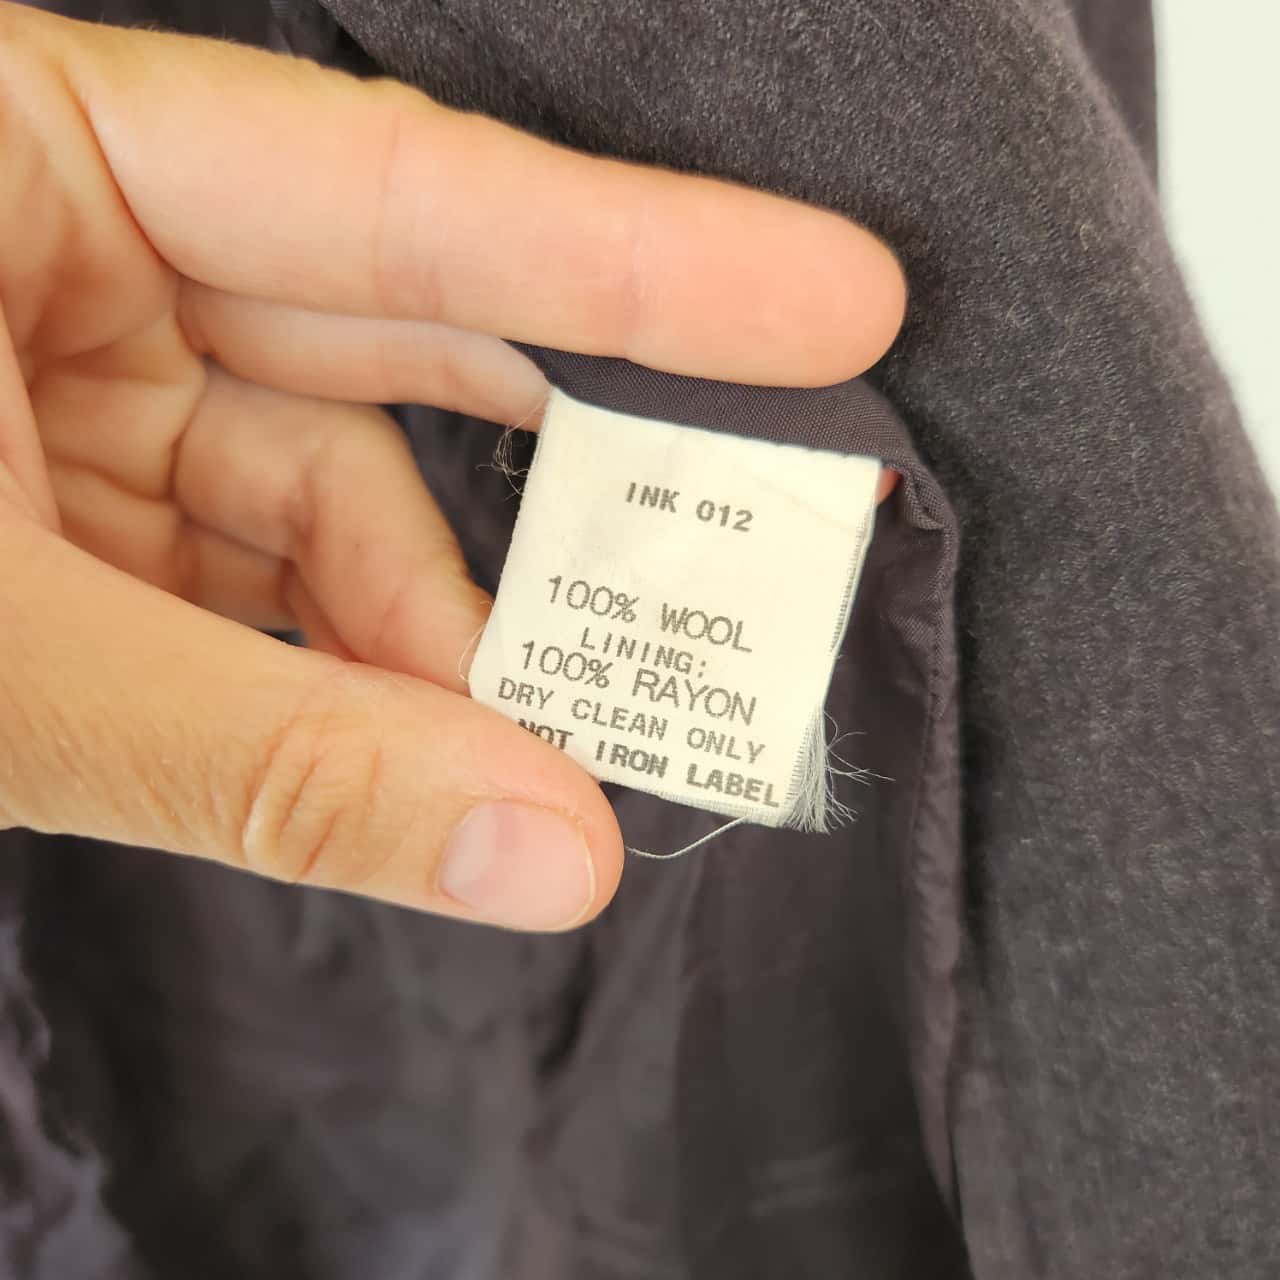 INK 012
100% WOOL
LINING:
100% RAYON
DRY CLEAN ONLY
NOT IRON LABEL